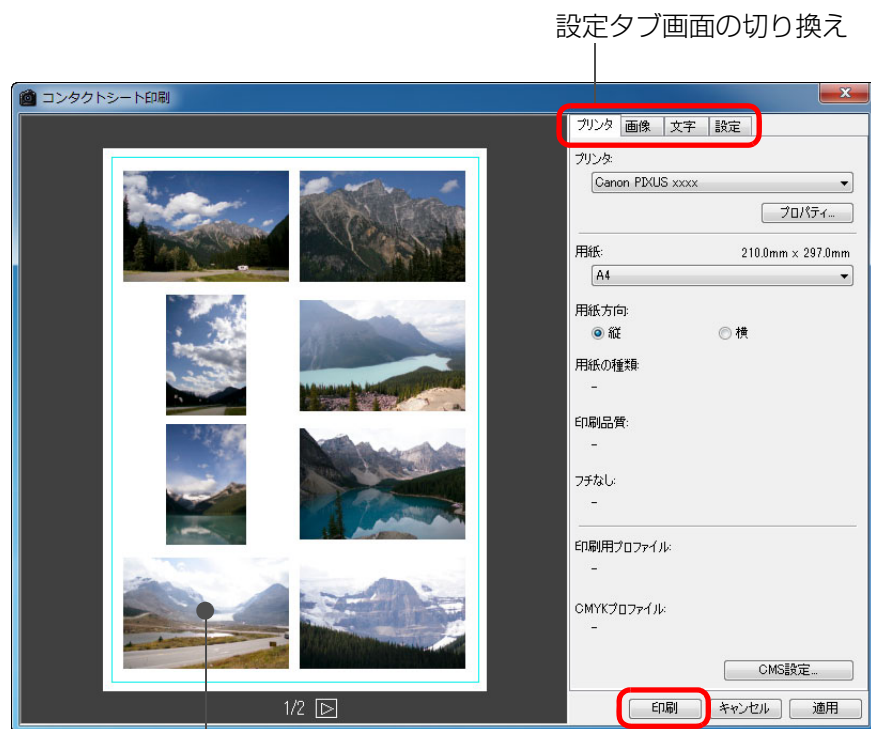 設定タブ画面の切り換え
コンタクトシート印刷
プリンタ 画像 文字 設定
プリンタ:
Canon PIXUS xxxx
プロパティ...
用紙: 210.0mm x 297.0mm
A4
用紙方向:
縦 横
用紙の種類:
-
印刷品質:
-
フチなし:
-
印刷用プロファイル:
-
CMYKプロファイル:
-
CMS設定...
1/2
印刷 キャンセル 適用